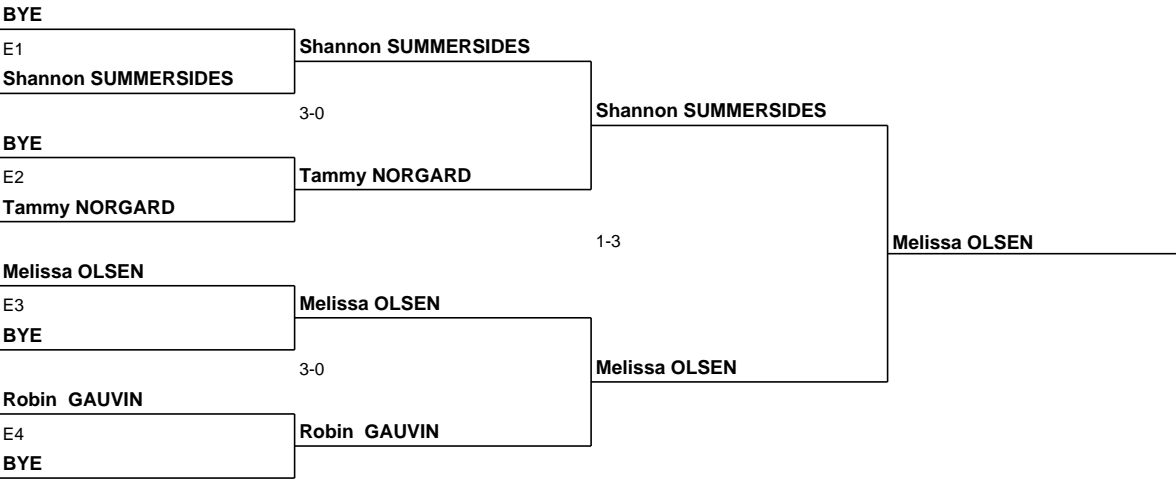 BYE
E1
Shannon SUMMERSIDES
Shannon SUMMERSIDES
3-0
Shannon SUMMERSIDES
BYE
E2
Tammy NORGARD
Tammy NORGARD
1-3
Melissa OLSEN
Melissa OLSEN
E3
Melissa OLSEN
BYE
3-0
Melissa OLSEN
Robin  GAUVIN
E4
Robin  GAUVIN
BYE